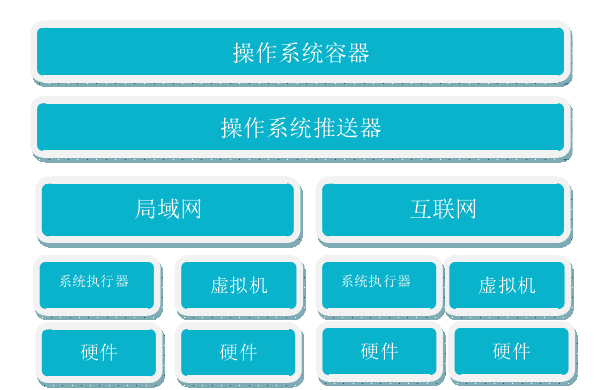 操作系统容器
操作系统推送器
局域网
互联网
系统执行器
虚拟机
系统执行器
虚拟机
硬件
硬件
硬件
硬件